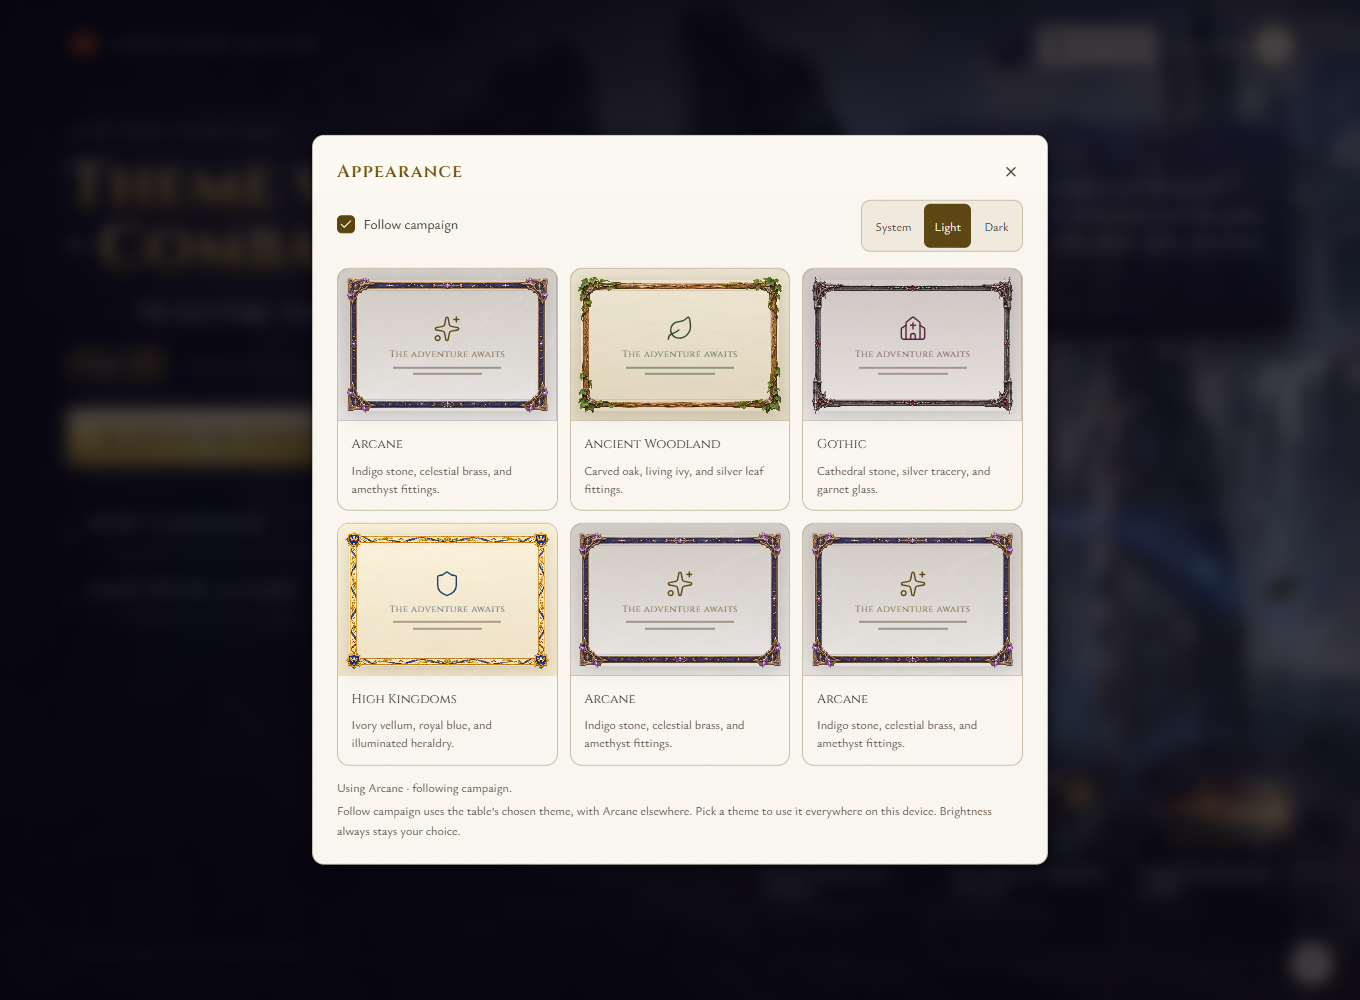 Appearance
Follow campaign
System
Light
Dark
The adventure awaits
Arcane
Indigo stone, celestial brass, and
amethyst fittings.
The adventure awaits
Ancient Woodland
Carved oak, living ivy, and silver leaf
fittings.
The adventure awaits
Gothic
Cathedral stone, silver tracery, and
garnet glass.
The adventure awaits
High Kingdoms
Ivory vellum, royal blue, and
illuminated heraldry.
The adventure awaits
Arcane
Indigo stone, celestial brass, and
amethyst fittings.
The adventure awaits
Arcane
Indigo stone, celestial brass, and
amethyst fittings.
Using Arcane · following campaign.
Follow campaign uses the table's chosen theme, with Arcane elsewhere. Pick a theme to use it everywhere on this device. Brightness
always stays your choice.
Theme